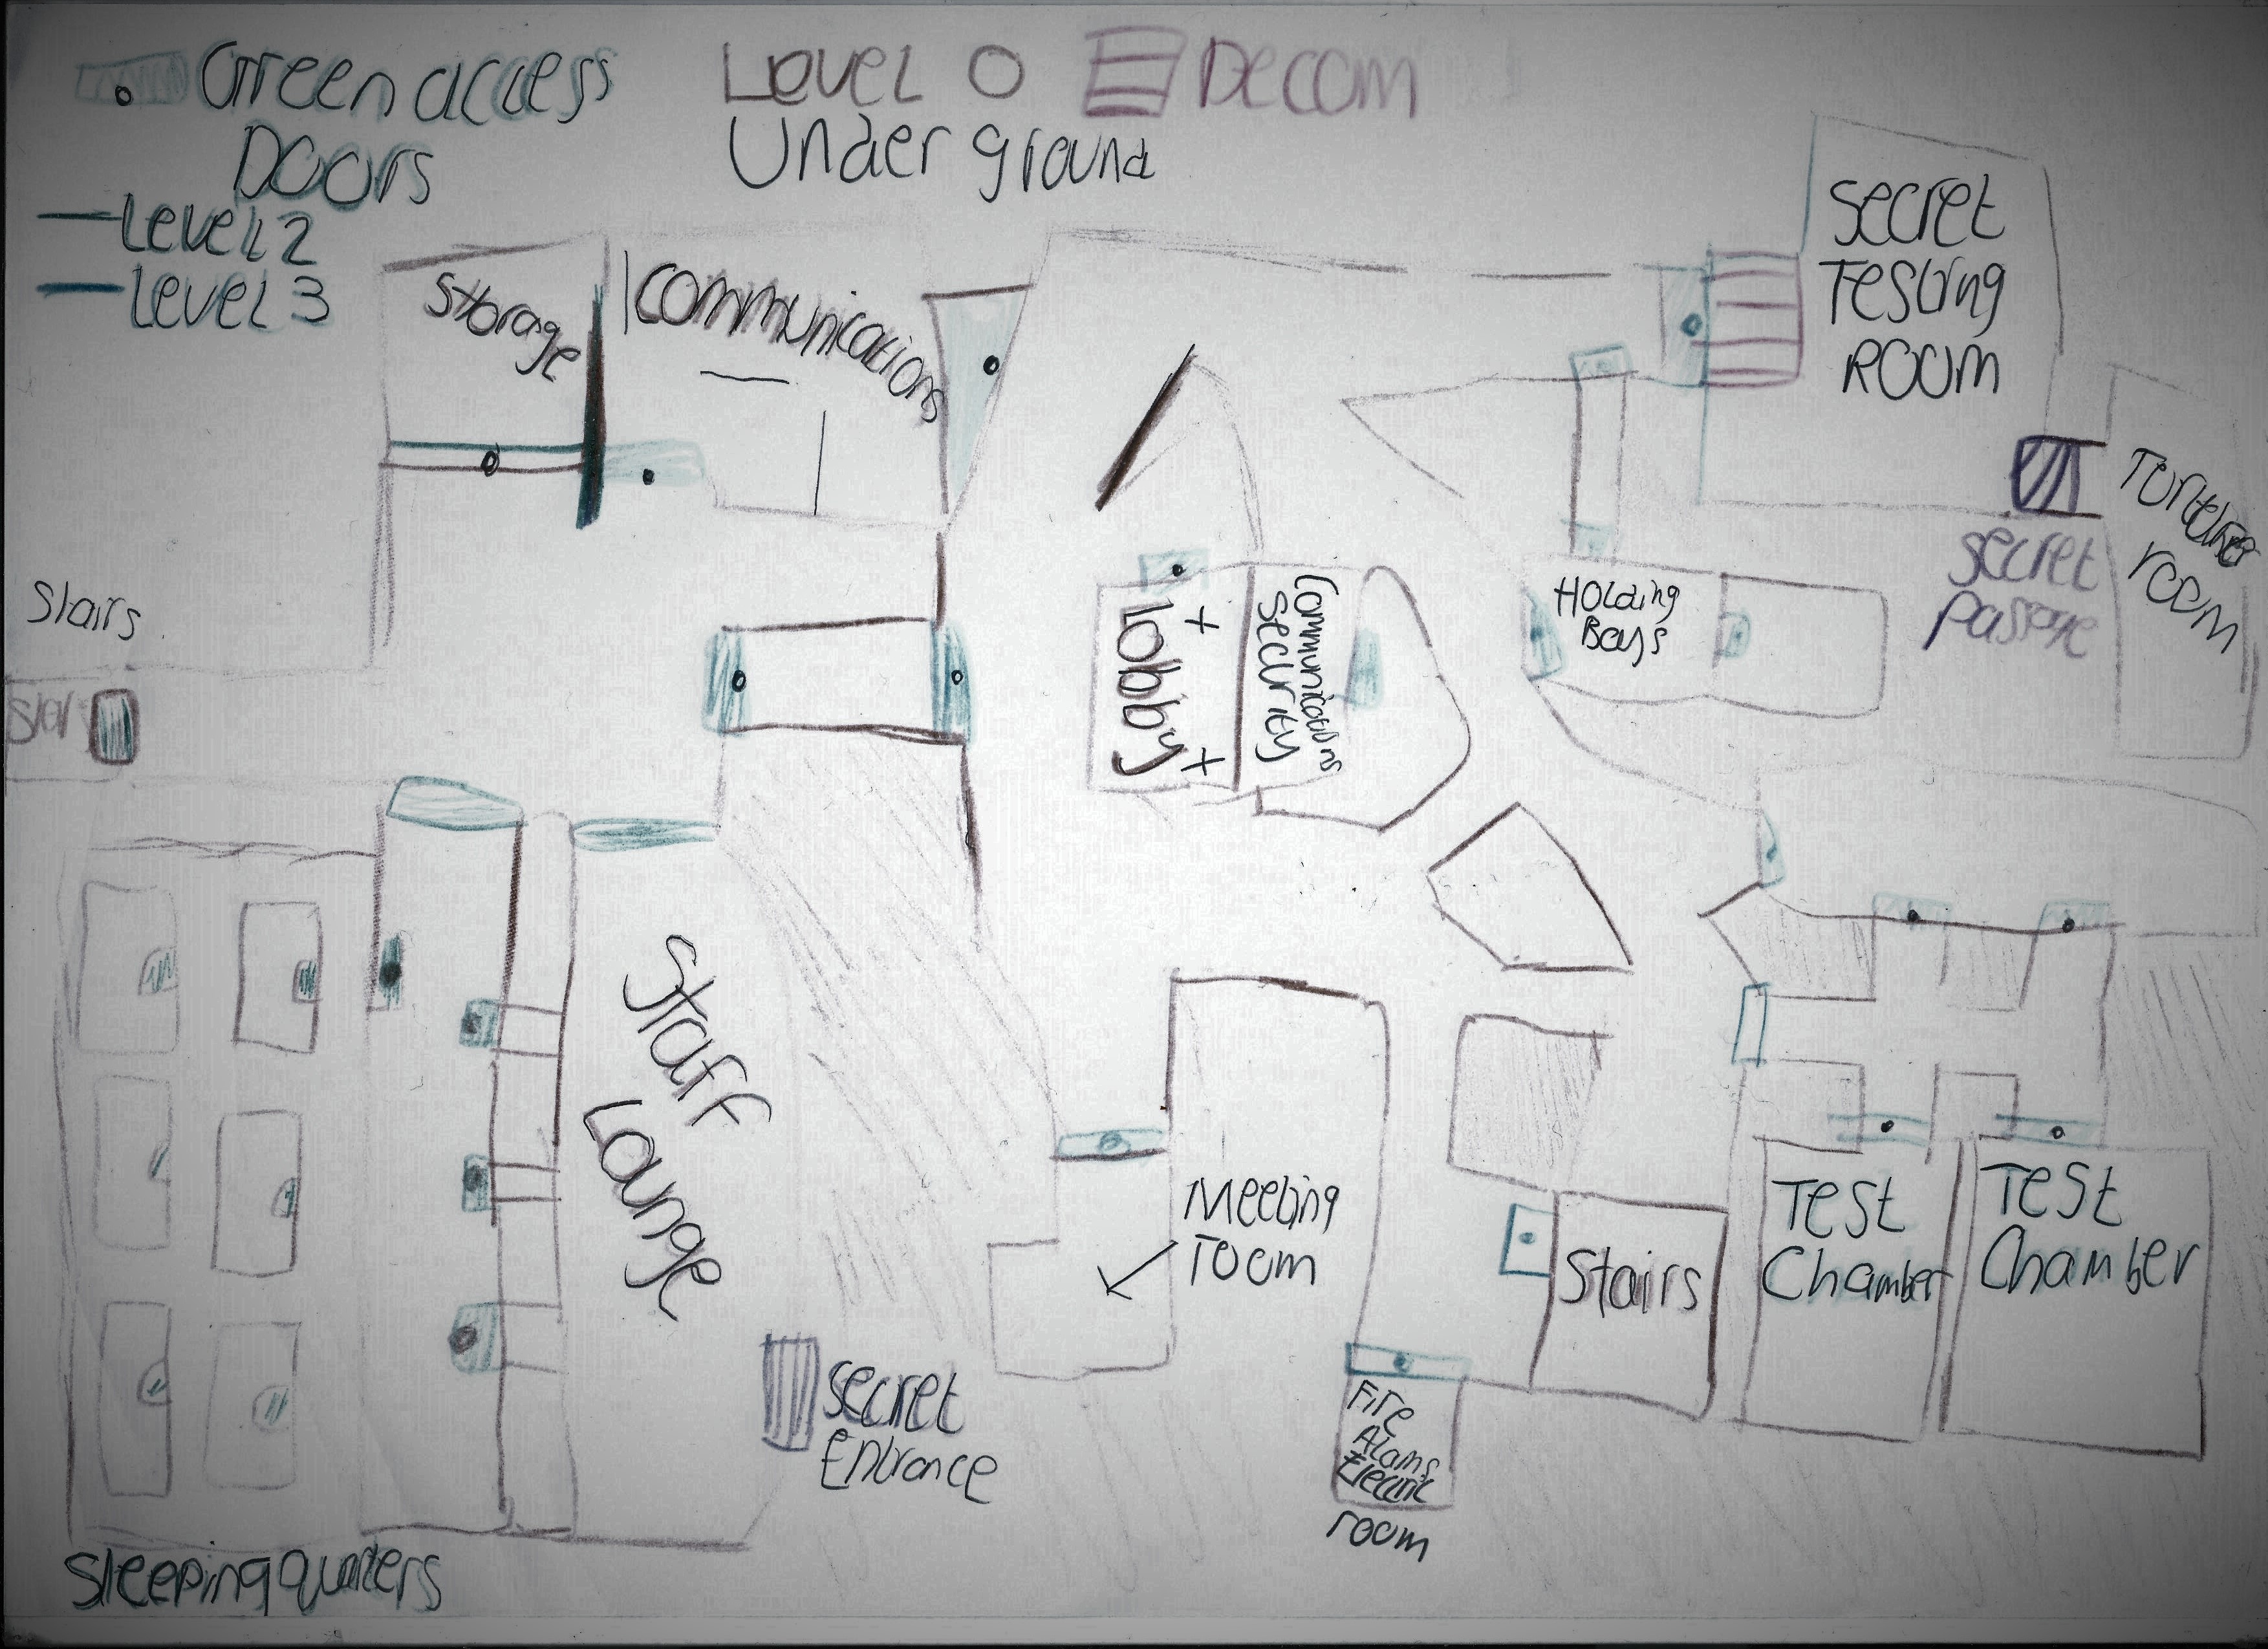 Green access
Doors
Level 2
Level 3
Level 0
Decom
Underground
Storage
Communications
Secret
Testing
Room
Torture
room
Secret
Passage
Stairs
Lobby
Communications
Security
Holding
Bays
Staff
Lounge
Meeting
room
Stairs
Test
Chamber
Test
Chamber
Secret
Entrance
Fire
Alams
Electric
room
Sleeping quarters